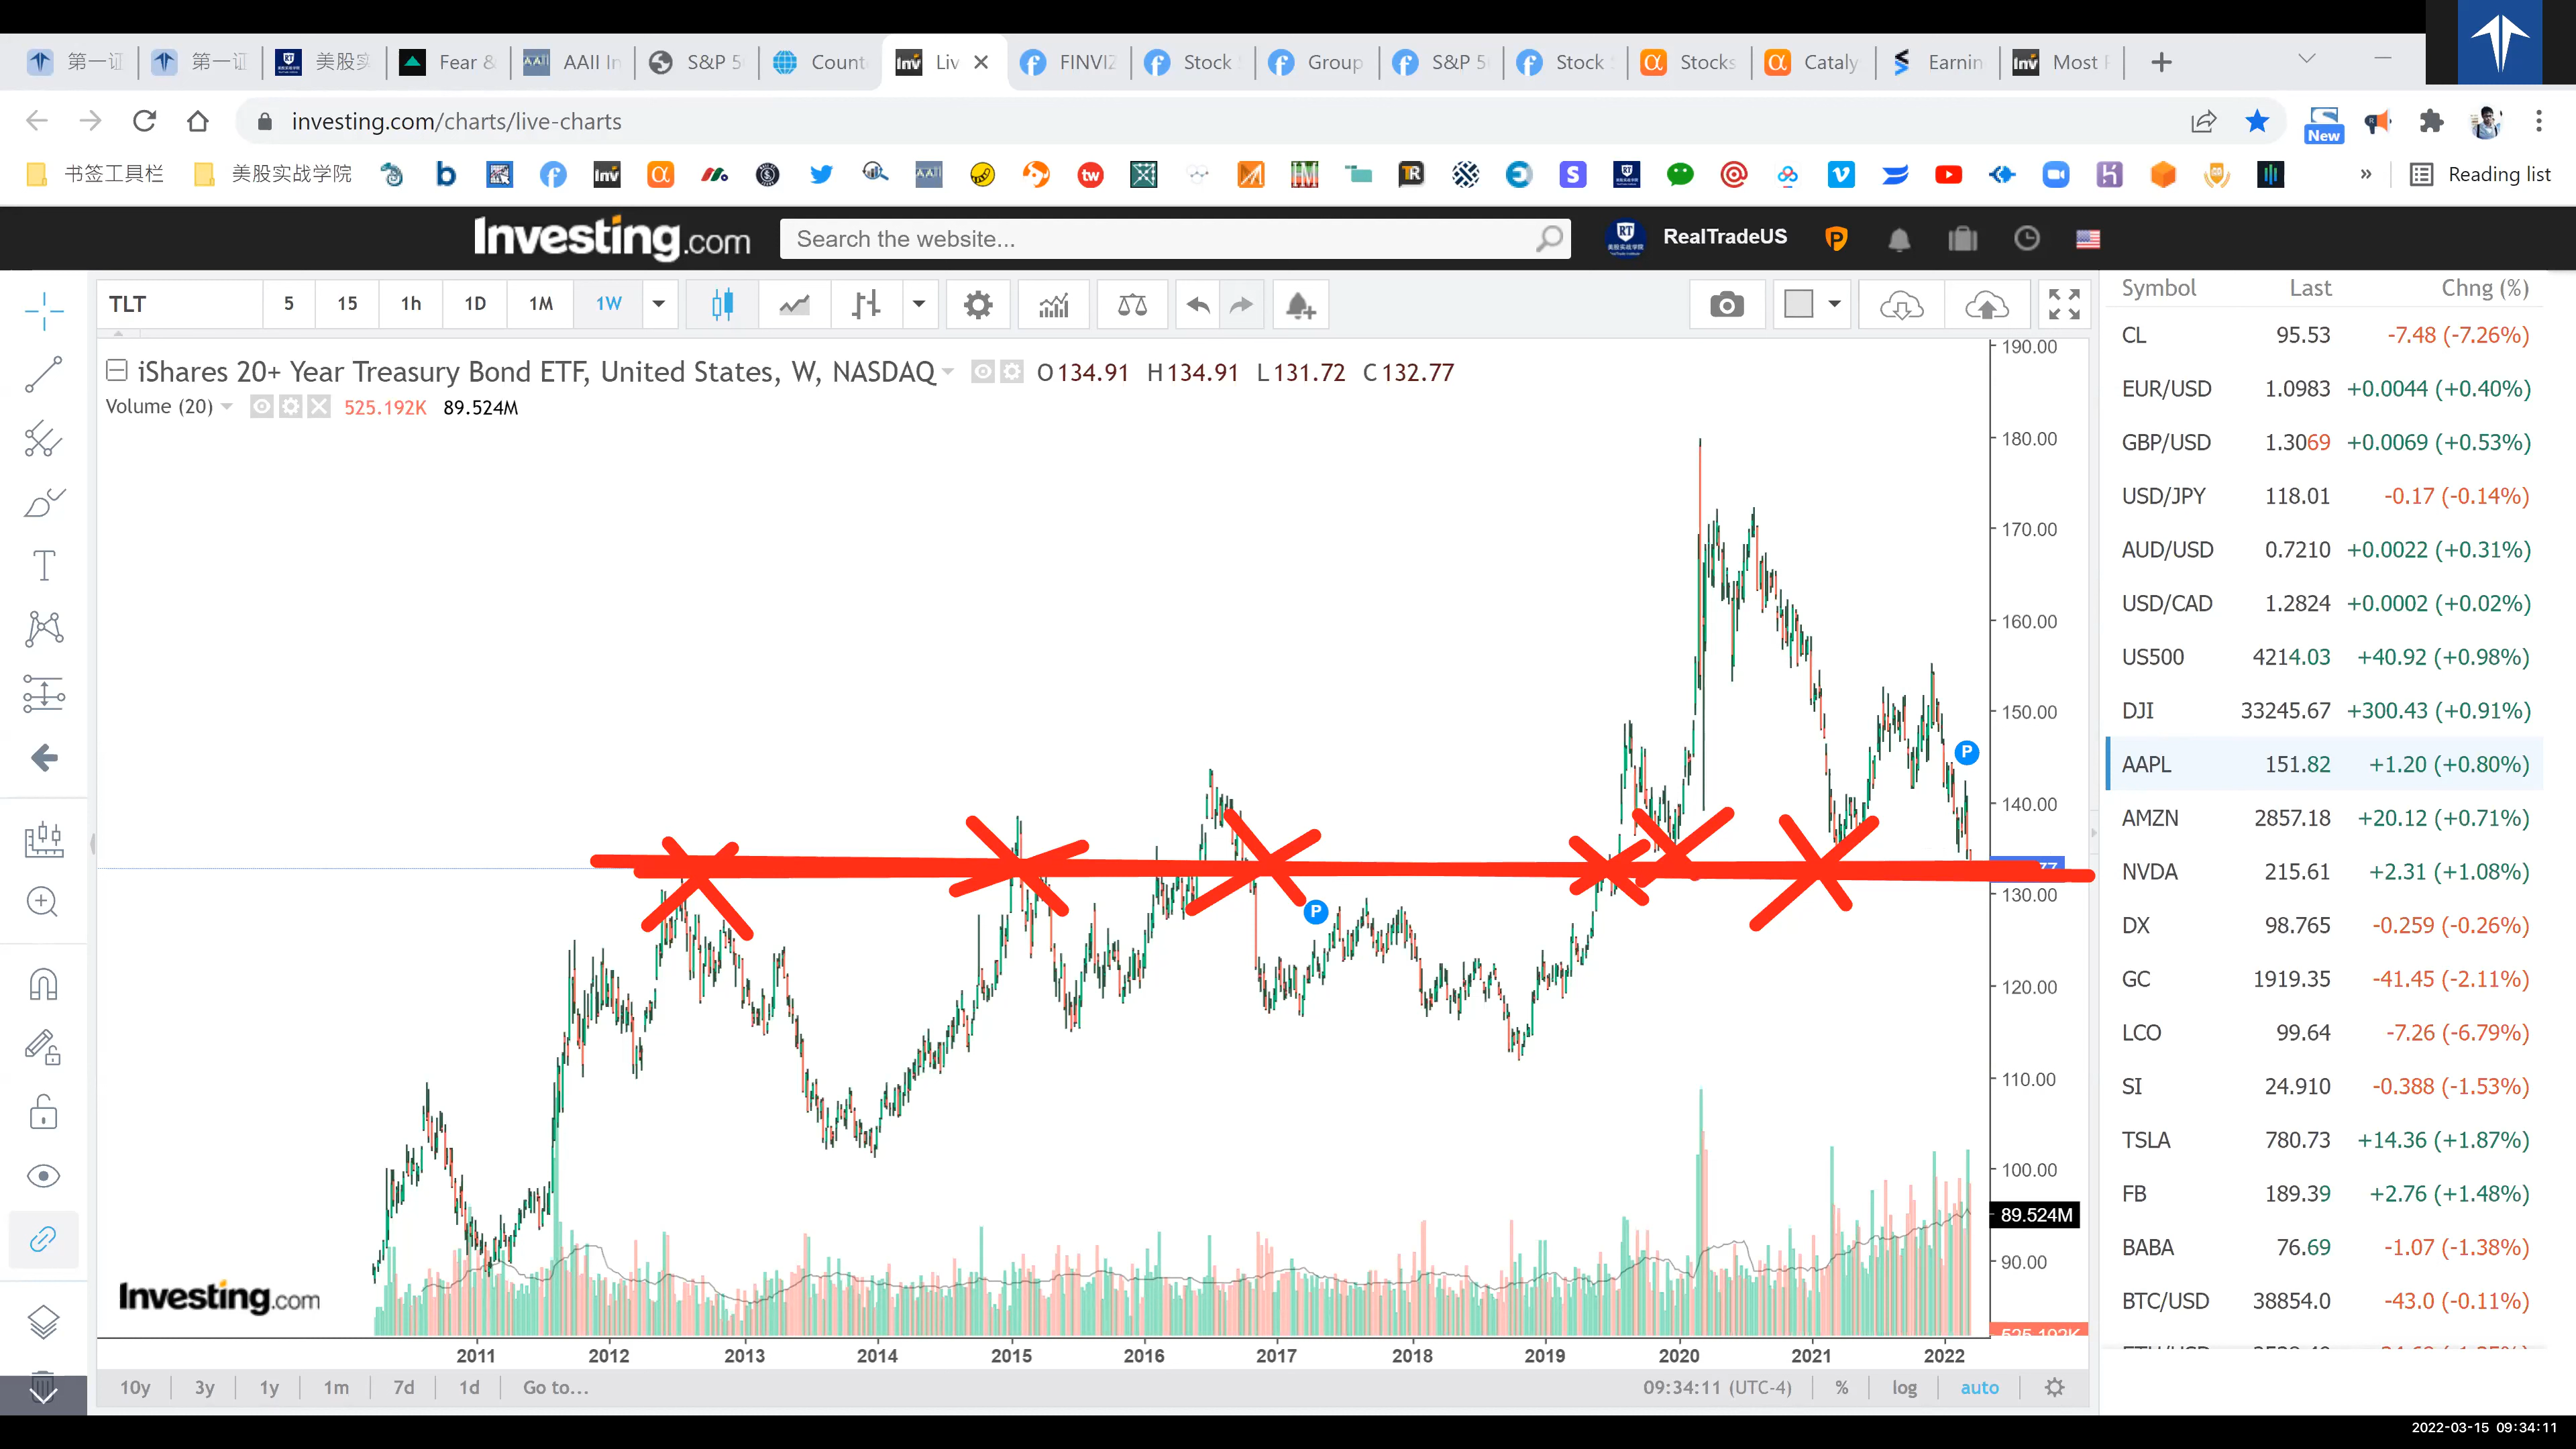 第一证 第一证 美股实 Fear & AAII In S&P 5 Count Liv FINVIZ Stock Group S&P 5 Stock Stocks Cataly Earnin Most
investing.com/charts/live-charts
New
书签工具栏 美股实战学院 Reading list
Investing.com Search the website... RealTradeUS
TLT 5 15 1h 1D 1M 1W
iShares 20+ Year Treasury Bond ETF, United States, W, NASDAQ O134.91 H134.91 L131.72 C132.77
Volume (20) 525.192K 89.524M
190.00
180.00
170.00
160.00
150.00
140.00
130.00
120.00
110.00
100.00
89.524M
90.00
P
P
Investing.com
2011 2012 2013 2014 2015 2016 2017 2018 2019 2020 2021 2022
10y 3y 1y 1m 7d 1d Go to... 09:34:11 (UTC-4) % log auto
Symbol Last Chng (%)
CL 95.53 -7.48 (-7.26%)
EUR/USD 1.0983 +0.0044 (+0.40%)
GBP/USD 1.3069 +0.0069 (+0.53%)
USD/JPY 118.01 -0.17 (-0.14%)
AUD/USD 0.7210 +0.0022 (+0.31%)
USD/CAD 1.2824 +0.0002 (+0.02%)
US500 4214.03 +40.92 (+0.98%)
DJI 33245.67 +300.43 (+0.91%)
AAPL 151.82 +1.20 (+0.80%)
AMZN 2857.18 +20.12 (+0.71%)
NVDA 215.61 +2.31 (+1.08%)
DX 98.765 -0.259 (-0.26%)
GC 1919.35 -41.45 (-2.11%)
LCO 99.64 -7.26 (-6.79%)
SI 24.910 -0.388 (-1.53%)
TSLA 780.73 +14.36 (+1.87%)
FB 189.39 +2.76 (+1.48%)
BABA 76.69 -1.07 (-1.38%)
BTC/USD 38854.0 -43.0 (-0.11%)
2022-03-15 09:34:11